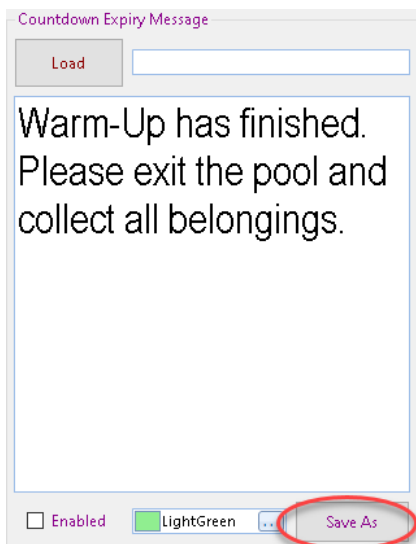 Countdown Expiry Message
Load
Warm-Up has finished.
Please exit the pool and
collect all belongings.
Enabled
LightGreen
...
Save As